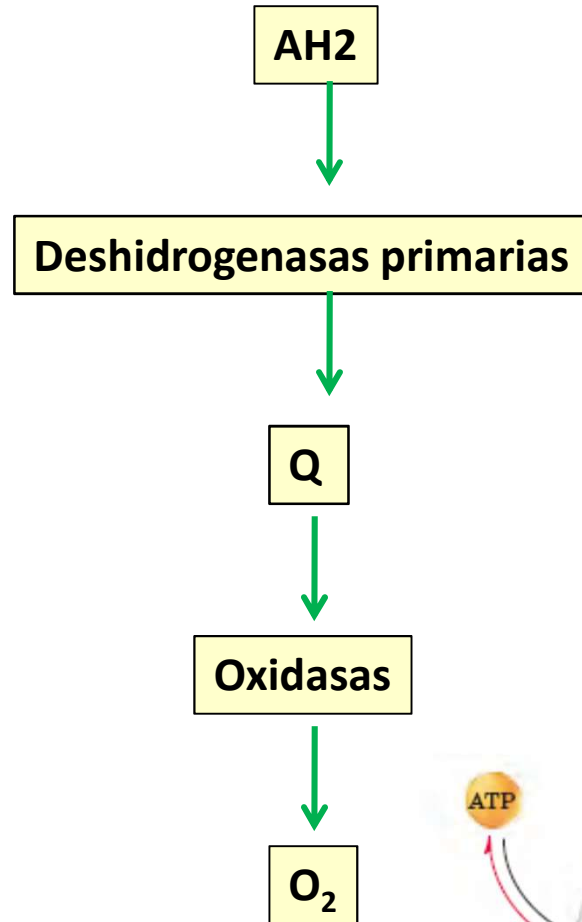 AH2
Deshidrogenasas primarias
Q
Oxidasas
ATP
O₂